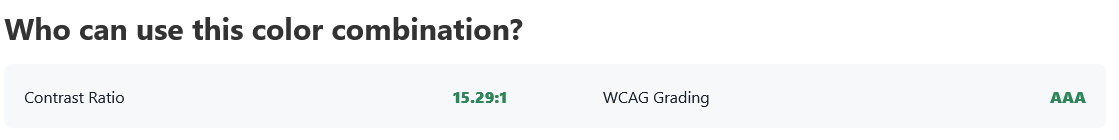 Who can use this color combination?
Contrast Ratio 15.29:1 WCAG Grading AAA